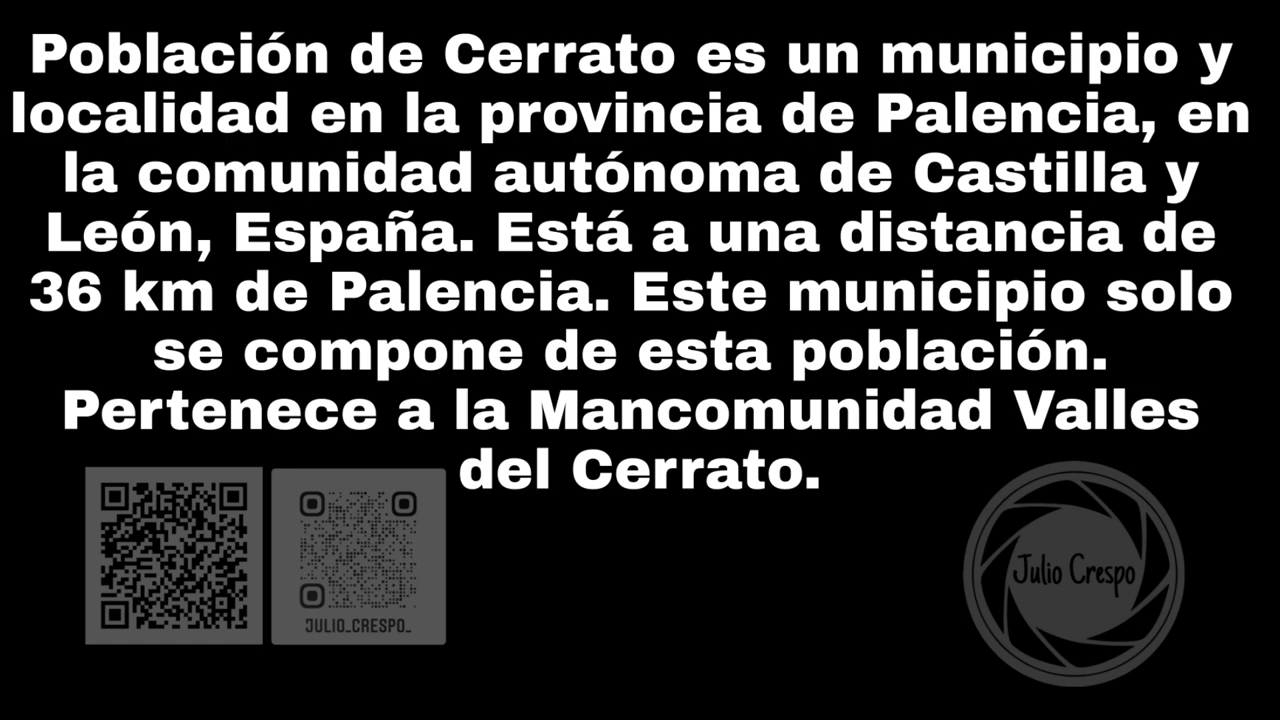 Población de Cerrato es un municipio y
localidad en la provincia de Palencia, en
la comunidad autónoma de Castilla y
León, España. Está a una distancia de
36 km de Palencia. Este municipio solo
se compone de esta población.
Pertenece a la Mancomunidad Valles
del Cerrato.
JULIO_CRESPO_
Julio Crespo